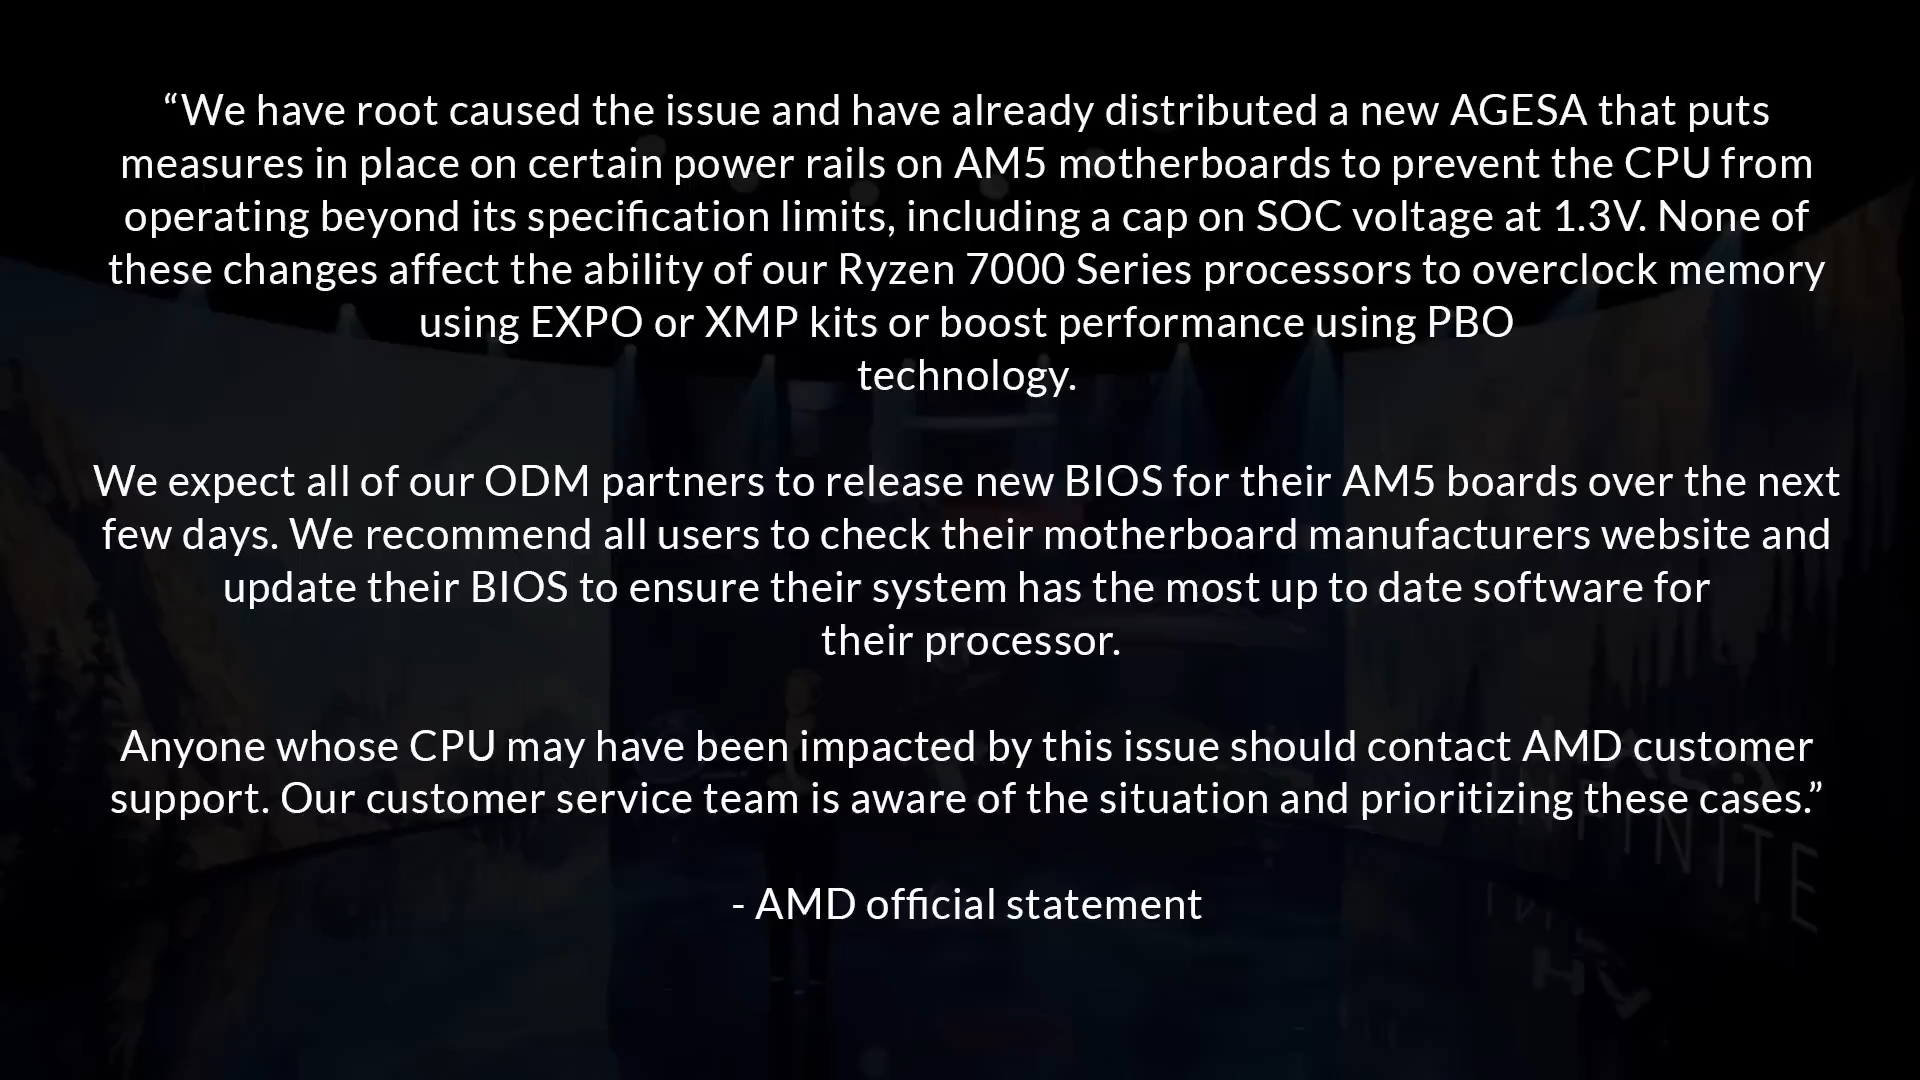 “We have root caused the issue and have already distributed a new AGESA that puts
measures in place on certain power rails on AM5 motherboards to prevent the CPU from
operating beyond its specification limits, including a cap on SOC voltage at 1.3V. None of
these changes affect the ability of our Ryzen 7000 Series processors to overclock memory
using EXPO or XMP kits or boost performance using PBO
technology.
We expect all of our ODM partners to release new BIOS for their AM5 boards over the next
few days. We recommend all users to check their motherboard manufacturers website and
update their BIOS to ensure their system has the most up to date software for
their processor.
Anyone whose CPU may have been impacted by this issue should contact AMD customer
support. Our customer service team is aware of the situation and prioritizing these cases.”
- AMD official statement